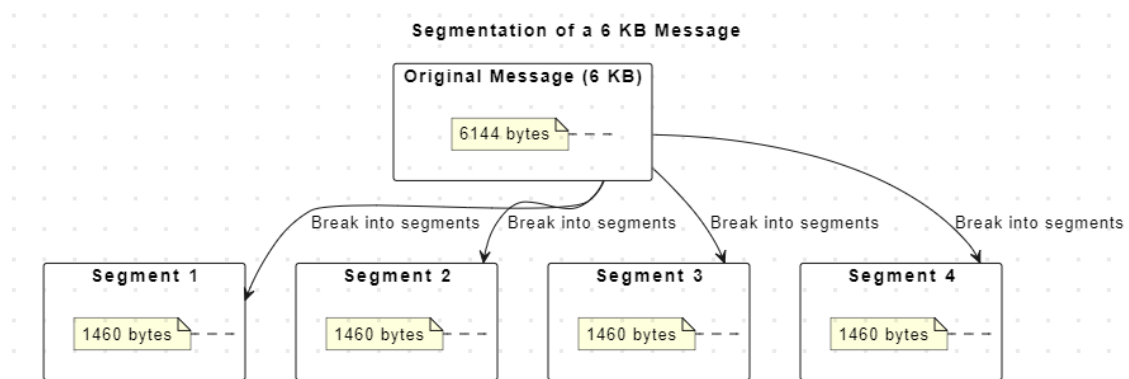 Segmentation of a 6 KB Message
Original Message (6 KB)
6144 bytes
Break into segments
Break into segments
Break into segments
Break into segments
Segment 1
Segment 2
Segment 3
Segment 4
1460 bytes
1460 bytes
1460 bytes
1460 bytes